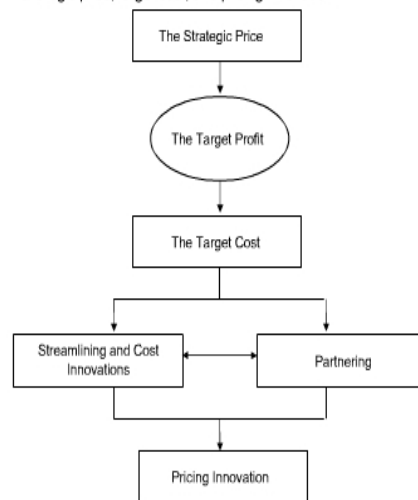 The Strategic Price
The Target Profit
The Target Cost
Streamlining and Cost
Innovations
Partnering
Pricing Innovation